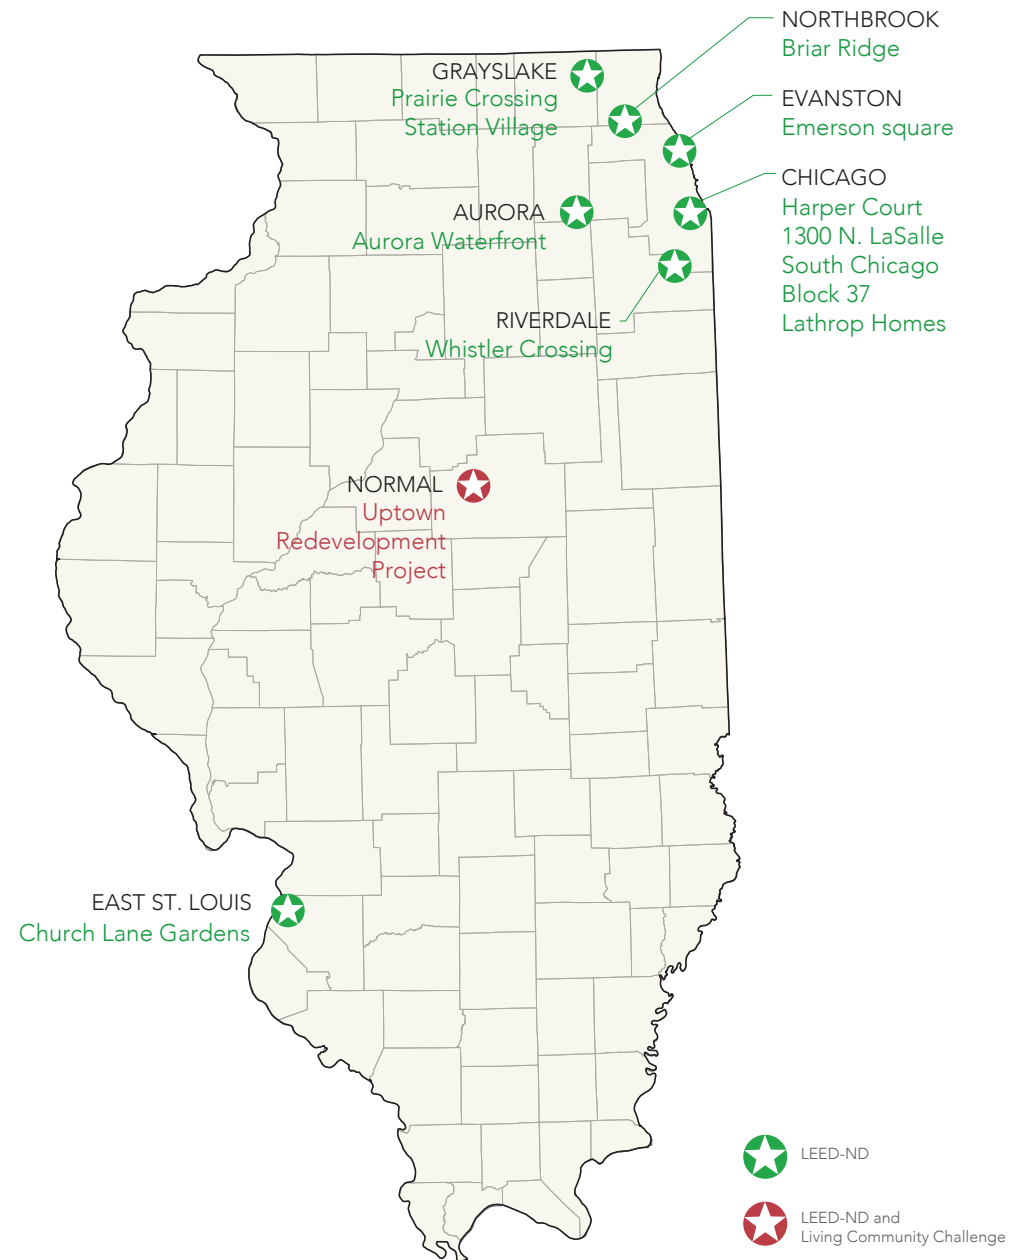 NORTHBROOK
Briar Ridge
GRAYSLAKE
Prairie Crossing
Station Village
EVANSTON
Emerson square
CHICAGO
Harper Court
1300 N. LaSalle
South Chicago
Block 37
Lathrop Homes
AURORA
Aurora Waterfront
RIVERDALE
Whistler Crossing
NORMAL
Uptown
Redevelopment
Project
EAST ST. LOUIS
Church Lane Gardens
LEED-ND
LEED-ND and
Living Community Challenge